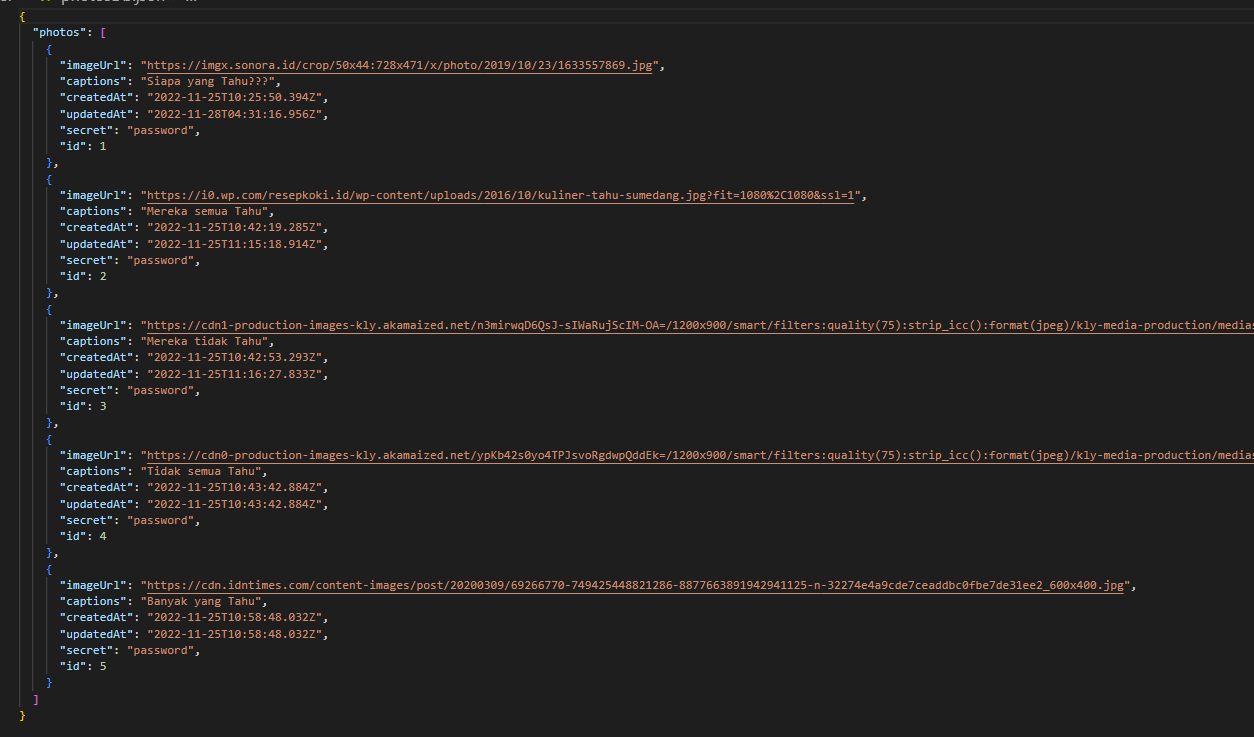 {
"photos": [
{
"imageUrl": "https://imgx.sonora.id/crop/50x44:728x471/x/photo/2019/10/23/1633557869.jpg",
"captions": "Siapa yang Tahu???",
"createdAt": "2022-11-25T10:25:50.394Z",
"updatedAt": "2022-11-28T04:31:16.956Z",
"secret": "password",
"id": 1
},
{
"imageUrl": "https://i0.wp.com/resepkoki.id/wp-content/uploads/2016/10/kuliner-tahu-sumedang.jpg?fit=1080%2C1080&ssl=1",
"captions": "Mereka semua Tahu",
"createdAt": "2022-11-25T10:42:19.285Z",
"updatedAt": "2022-11-25T11:15:18.914Z",
"secret": "password",
"id": 2
},
{
"imageUrl": "https://cdn1-production-images-kly.akamaized.net/n3mirwqD6QsJ-sIWaRujScIM-OA=/1200x900/smart/filters:quality(75):strip_icc():format(jpeg)/kly-media-production/medias
"captions": "Mereka tidak Tahu",
"createdAt": "2022-11-25T10:42:53.293Z",
"updatedAt": "2022-11-25T11:16:27.833Z",
"secret": "password",
"id": 3
},
{
"imageUrl": "https://cdn0-production-images-kly.akamaized.net/ypKb42s0yo4TPJsvoRgdwpQddEk=/1200x900/smart/filters:quality(75):strip_icc():format(jpeg)/kly-media-production/medias
"captions": "Tidak semua Tahu",
"createdAt": "2022-11-25T10:43:42.884Z",
"updatedAt": "2022-11-25T10:43:42.884Z",
"secret": "password",
"id": 4
},
{
"imageUrl": "https://cdn.idntimes.com/content-images/post/20200309/69266770-749425448821286-8877663891942941125-n-32274e4a9cde7ceaddbc0fbe7de31ee2_600x400.jpg",
"captions": "Banyak yang Tahu",
"createdAt": "2022-11-25T10:58:48.032Z",
"updatedAt": "2022-11-25T10:58:48.032Z",
"secret": "password",
"id": 5
}
]
}